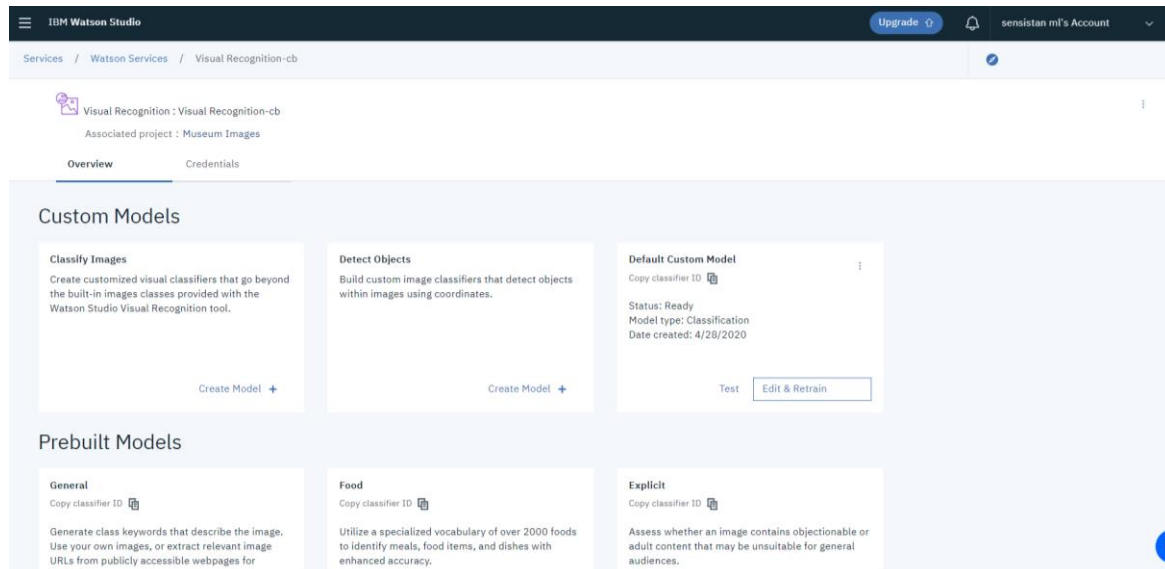 IBM Watson Studio
Upgrade
sensistan ml's Account
Services / Watson Services / Visual Recognition-cb
Visual Recognition : Visual Recognition-cb
Associated project : Museum Images
Overview
Credentials
Custom Models
Classify Images
Create customized visual classifiers that go beyond
the built-in images classes provided with the
Watson Studio Visual Recognition tool.
Create Model +
Detect Objects
Build custom image classifiers that detect objects
within images using coordinates.
Create Model +
Default Custom Model
Copy classifier ID
Status: Ready
Model type: Classification
Date created: 4/28/2020
Test
Edit & Retrain
Prebuilt Models
General
Copy classifier ID
Generate class keywords that describe the image.
Use your own images, or extract relevant image
URLs from publicly accessible webpages for
Food
Copy classifier ID
Utilize a specialized vocabulary of over 2000 foods
to identify meals, food items, and dishes with
enhanced accuracy.
Explicit
Copy classifier ID
Assess whether an image contains objectionable or
adult content that may be unsuitable for general
audiences.